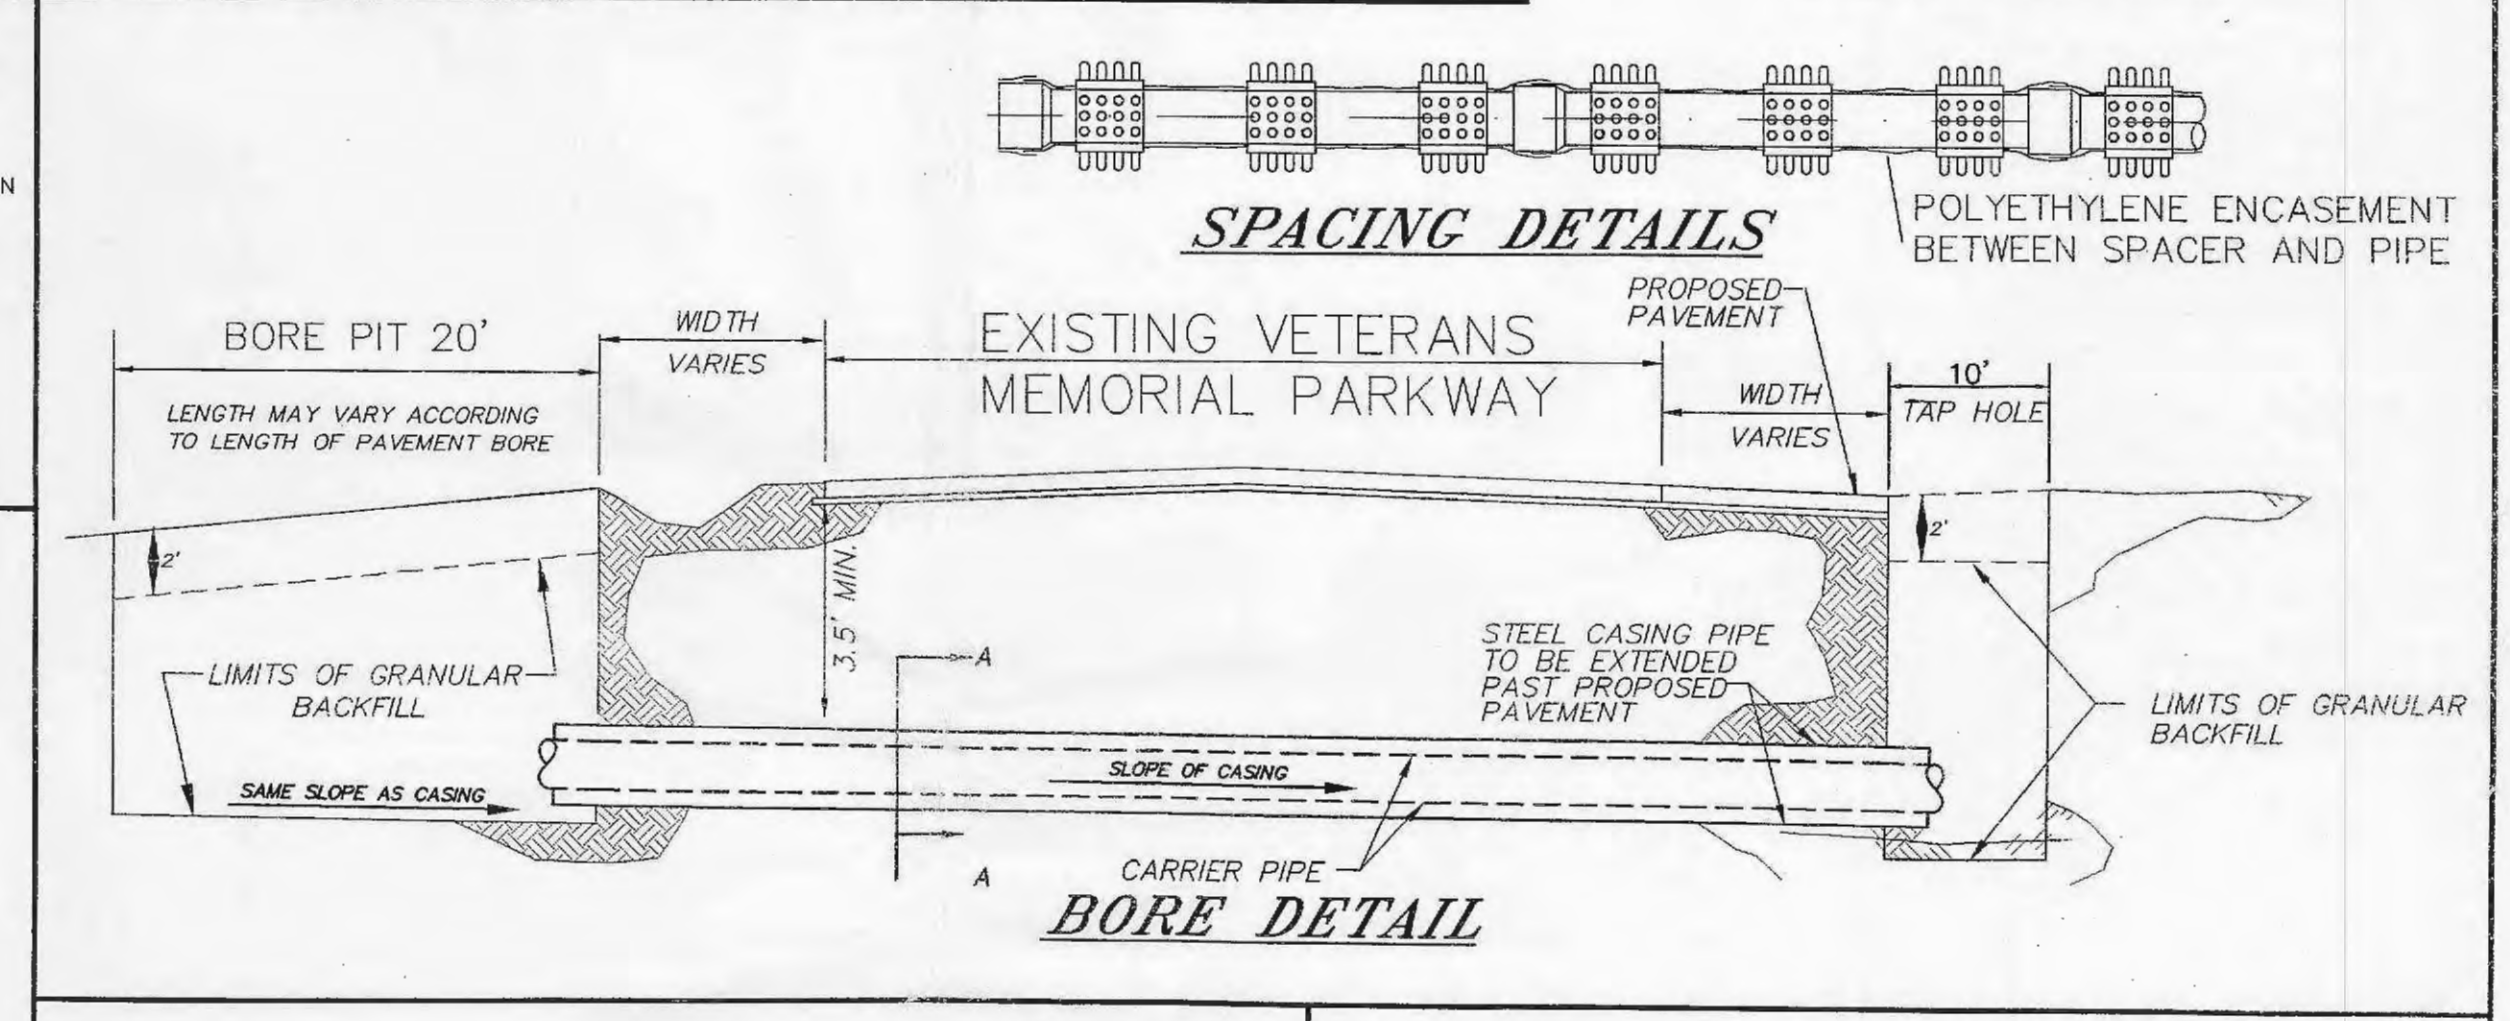 N
SPACING DETAILS
POLYETHYLENE ENCASEMENT
BETWEEN SPACER AND PIPE
BORE PIT 20'
LENGTH MAY VARY ACCORDING
TO LENGTH OF PAVEMENT BORE
WIDTH
VARIES
EXISTING VETERANS
MEMORIAL PARKWAY
PROPOSED
PAVEMENT
WIDTH
VARIES
10'
TAP HOLE
2'
2'
3.5' MIN.
LIMITS OF GRANULAR
BACKFILL
A
STEEL CASING PIPE
TO BE EXTENDED
PAST PROPOSED
PAVEMENT
LIMITS OF GRANULAR
BACKFILL
SAME SLOPE AS CASING
SLOPE OF CASING
CARRIER PIPE
A
BORE DETAIL